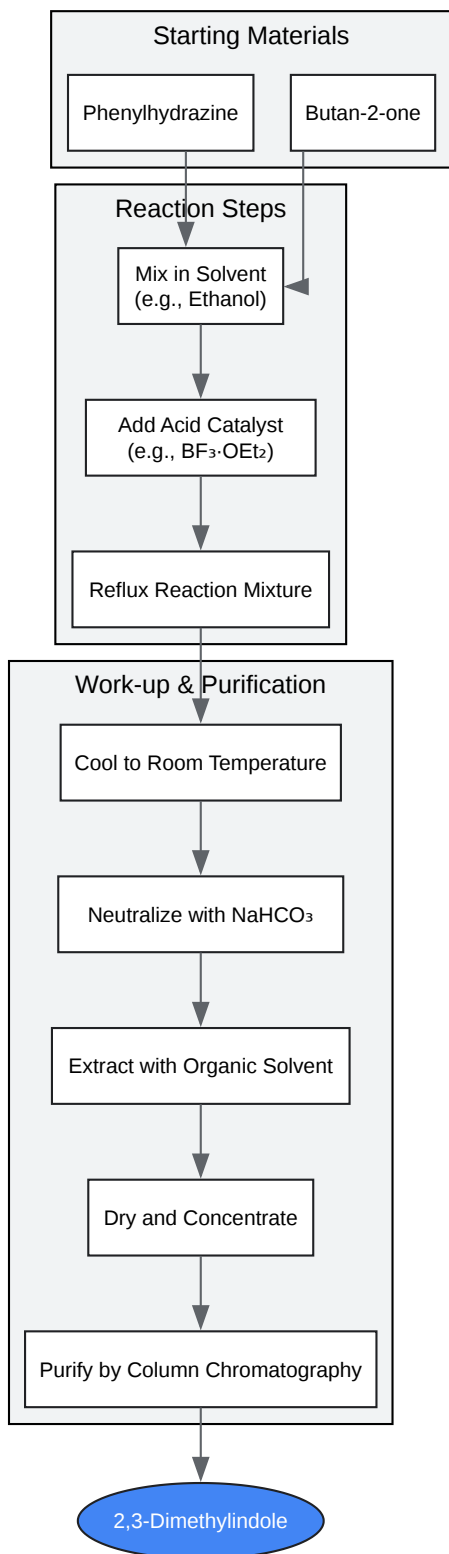 Starting Materials
Phenylhydrazine
Butan-2-one
Reaction Steps
Mix in Solvent
(e.g., Ethanol)
Add Acid Catalyst
(e.g., BF₃·OEt₂)
Reflux Reaction Mixture
Work-up & Purification
Cool to Room Temperature
Neutralize with NaHCO₃
Extract with Organic Solvent
Dry and Concentrate
Purify by Column Chromatography
2,3-Dimethylindole